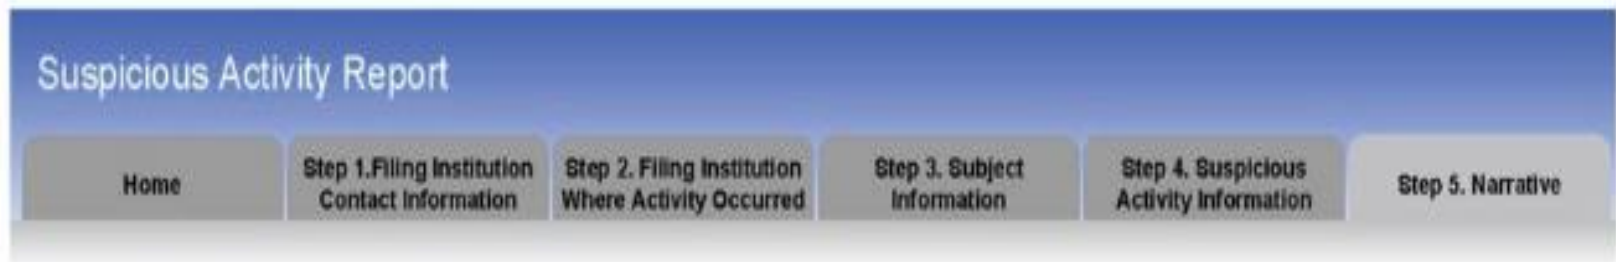 Suspicious Activity Report
Home
Step 1.Filing Institution
Contact Information
Step 2. Filing Institution
Where Activity Occurred
Step 3. Subject
Information
Step 4. Suspicious
Activity Information
Step 5. Narrative